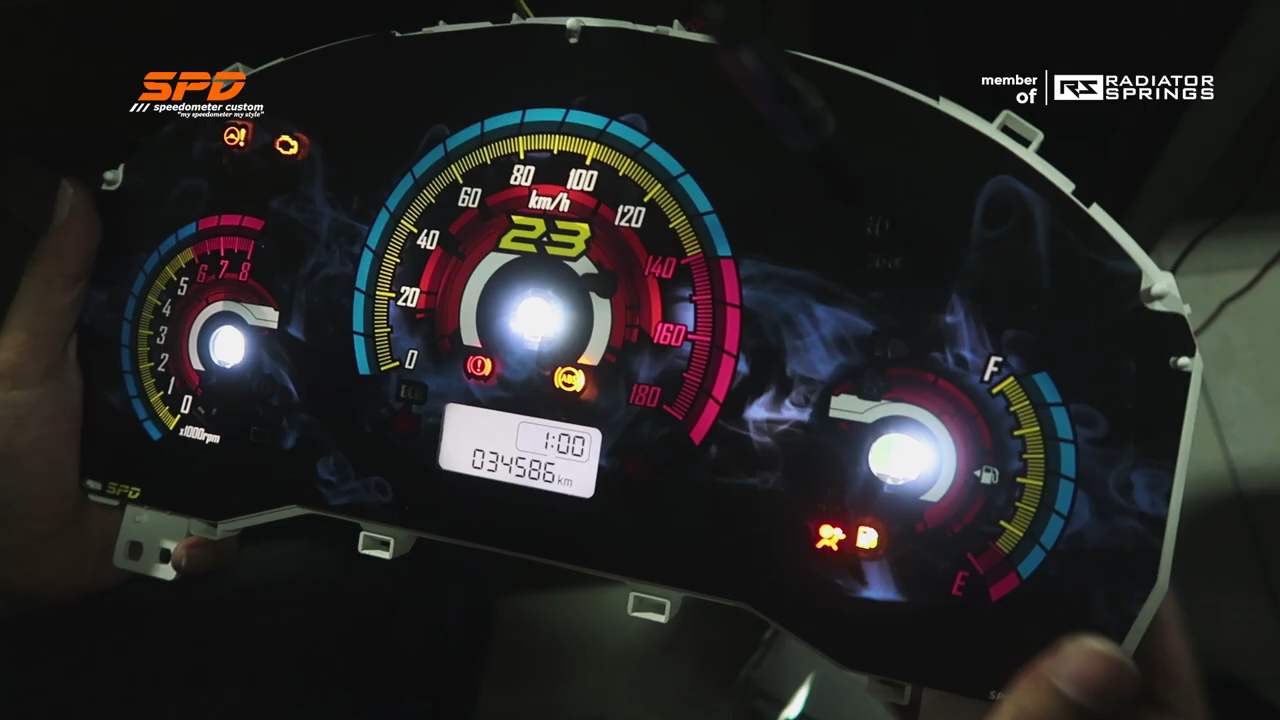 SPD
/// speedometer custom
"my speedometer my style"
member of
RS RADIATOR SPRINGS
0
1
2
3
4
5
6
7
8
x1000rpm
SPD
0
20
40
60
80
100
120
140
160
180
km/h
23
ABS
1:00
034586 km
F
E